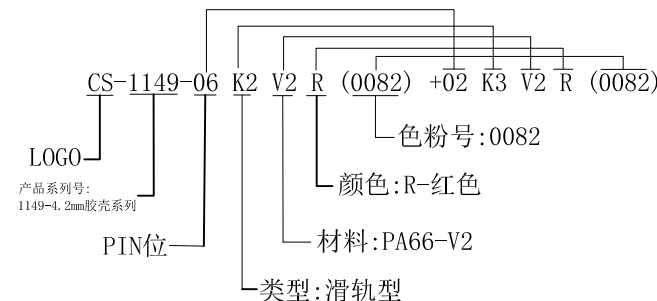 CS-1149-06 K2 V2 R (0082) +02 K3 V2 R (0082)
色粉号:0082
LOGO
颜色:R-红色
产品系列号:
1149-4.2mm胶壳系列
PIN位
材料:PA66-V2
类型:滑轨型